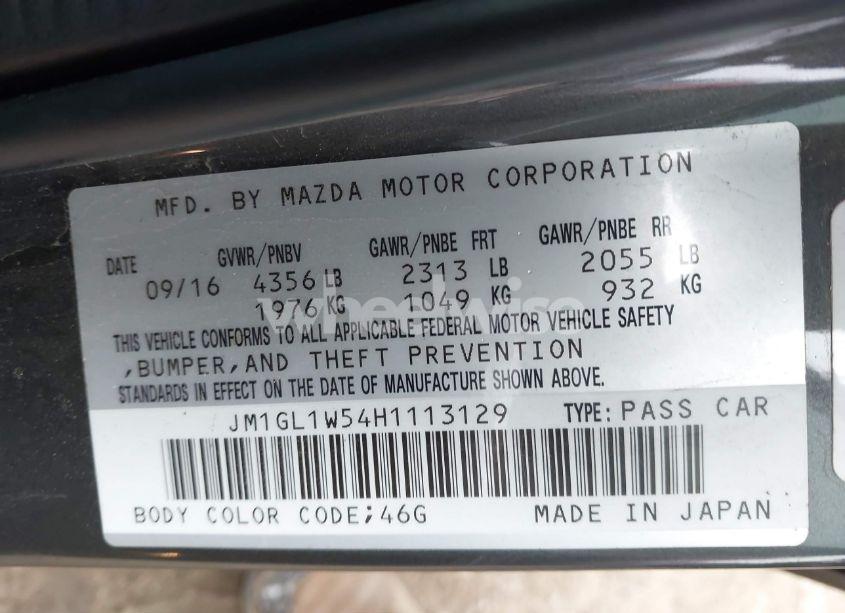 MFD. BY MAZDA MOTOR CORPORATION
DATE GVWR/PNBV GAWR/PNBE FRT GAWR/PNBE RR
09/16 4356 LB 2313 LB 2055 LB
1976 KG 1049 KG 932 KG
wheelwise
THIS VEHICLE CONFORMS TO ALL APPLICABLE FEDERAL MOTOR VEHICLE SAFETY
,BUMPER,AND THEFT PREVENTION
STANDARDS IN EFFECT ON THE DATE OF MANUFACTURE SHOWN ABOVE.
JM1GL1W54H1113129 TYPE: PASS CAR
BODY COLOR CODE;46G MADE IN JAPAN